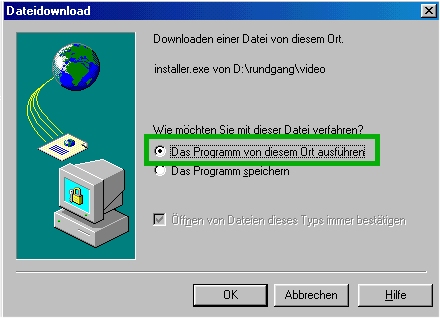 Dateidownload
Downloaden einer Datei von diesem Ort.
installer.exe von D:\rundgang\video
Wie möchten Sie mit dieser Datei verfahren?
Das Programm von diesem Ort ausführen
Das Programm speichern
Öffnen von Dateien dieses Typs immer bestätigen
OK
Abbrechen
Hilfe